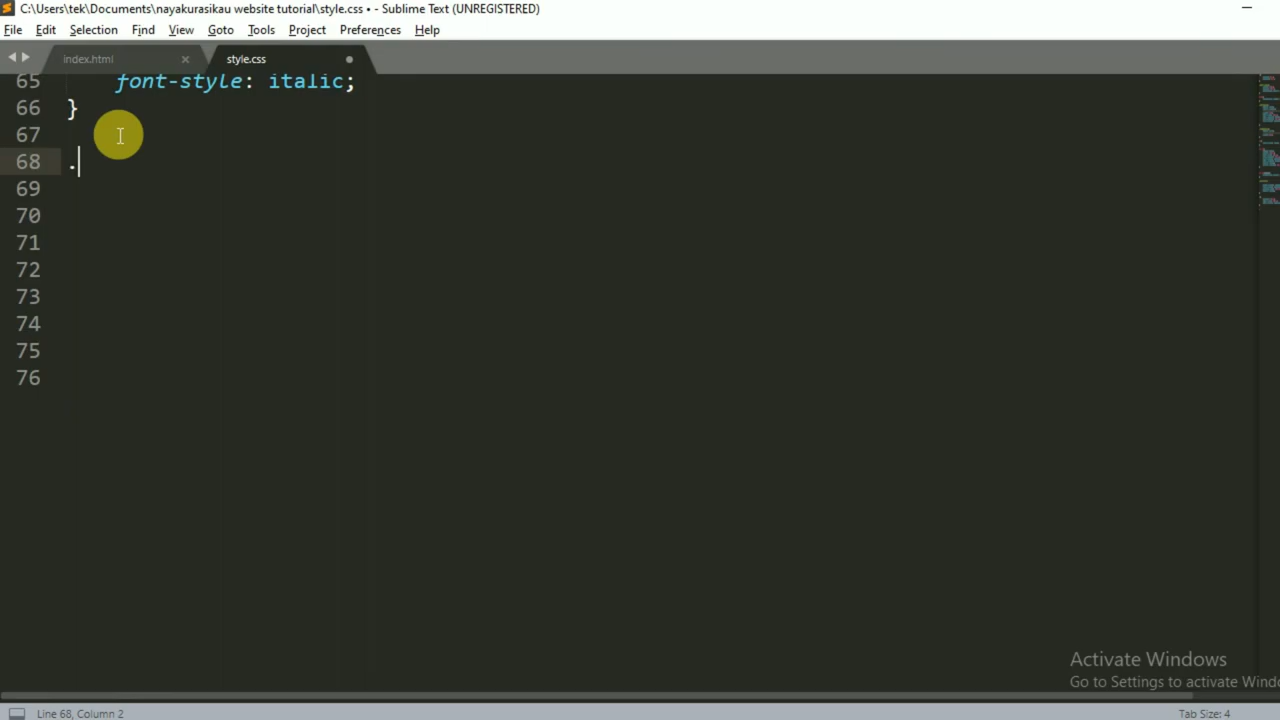 C:\Users\tek\Documents\nayakurasikau website tutorial\style.css • - Sublime Text (UNREGISTERED)
File Edit Selection Find View Goto Tools Project Preferences Help
index.html × style.css
65 font-style: italic;
66 }
67
68 .
69
70
71
72
73
74
75
76
Activate Windows
Go to Settings to activate Wind
Line 68, Column 2 Tab Size: 4